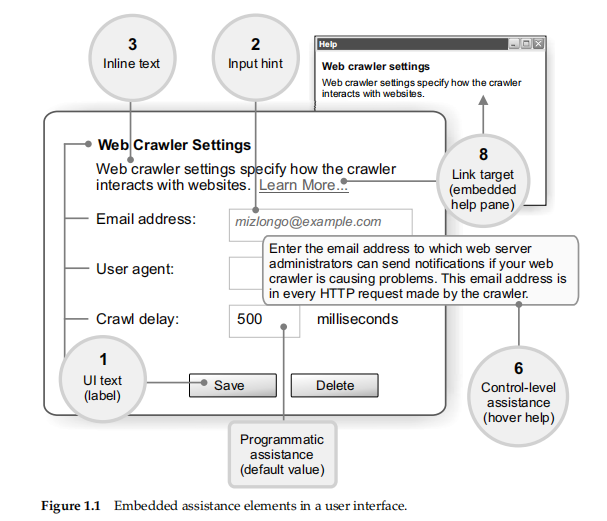 3
Inline text
2
Input hint
Help
Web crawler settings
Web crawler settings specify how the crawler
interacts with websites.
8
Link target
(embedded
help pane)
Web Crawler Settings
Web crawler settings specify how the crawler
interacts with websites. Learn More...
Email address:
mizlongo@example.com
Enter the email address to which web server
administrators can send notifications if your web
crawler is causing problems. This email address is
in every HTTP request made by the crawler.
User agent:
Crawl delay:
500
milliseconds
1
UI text
(label)
Save
Delete
6
Control-level
assistance
(hover help)
Programmatic
assistance
(default value)
Figure 1.1 Embedded assistance elements in a user interface.